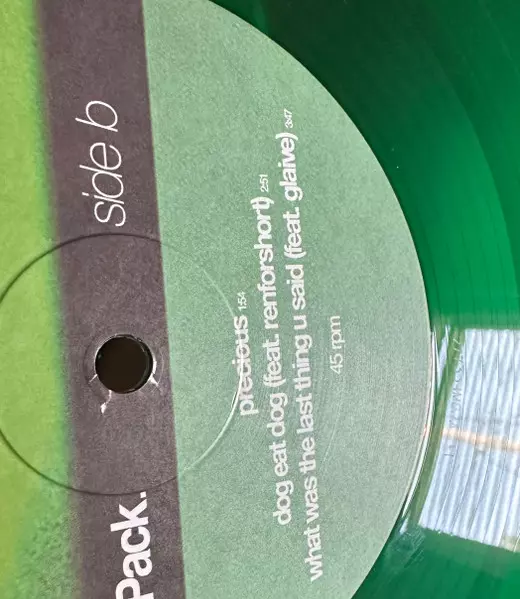 Pack.
side b
precious 1:54
dog eat dog (feat. renforshort) 2:51
what was the last thing u said (feat. glaive) 3:47
45 rpm